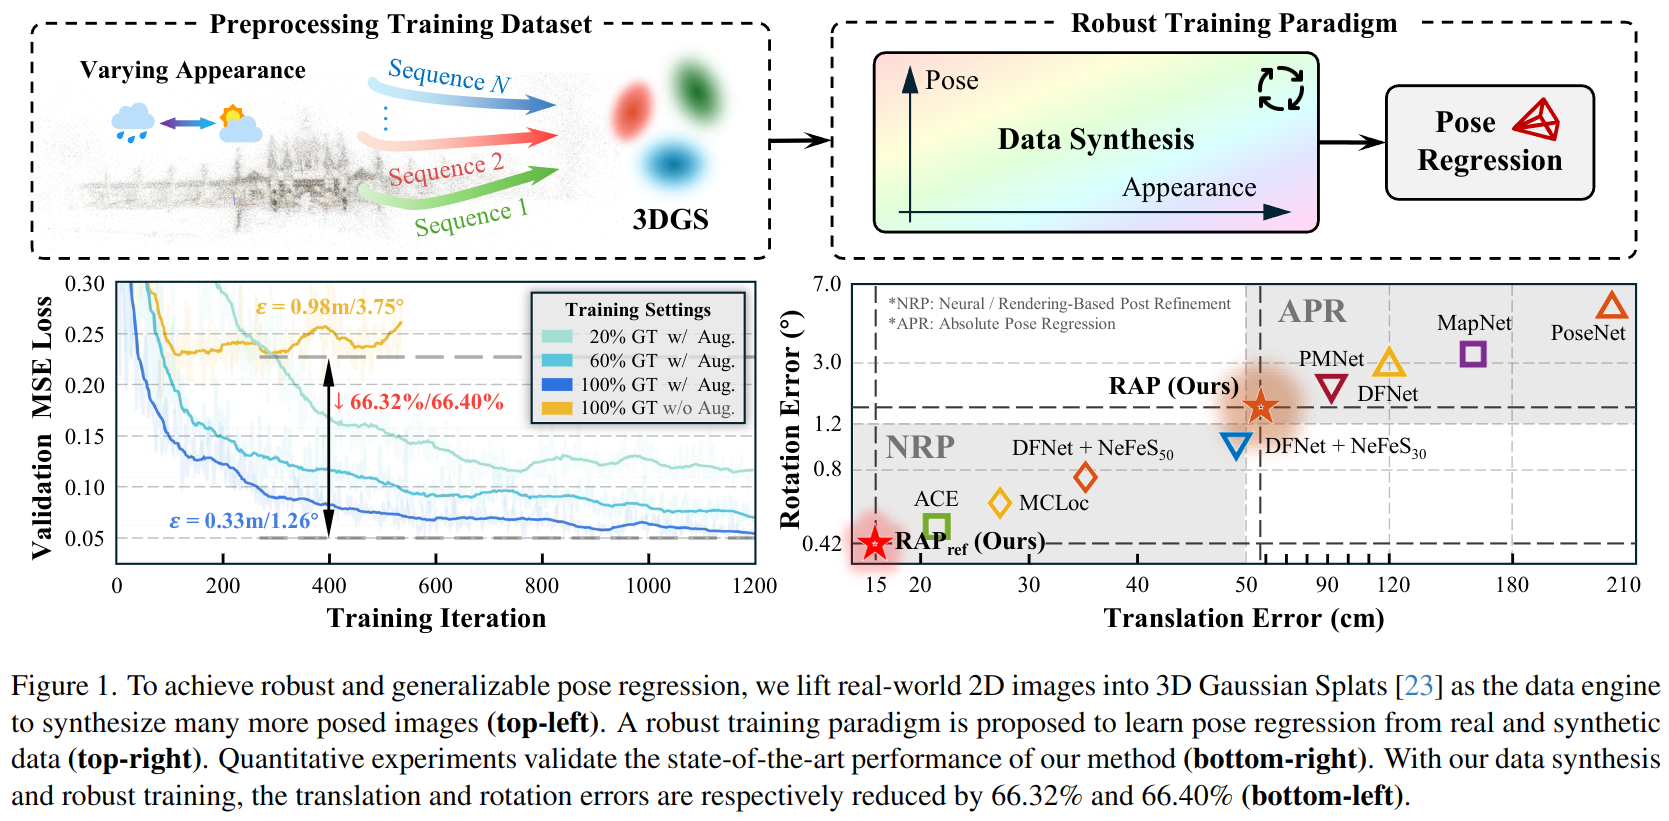 Preprocessing Training Dataset
Varying Appearance
Sequence N
Sequence 2
Sequence 1
3DGS
Robust Training Paradigm
Pose
Data Synthesis
Appearance
Pose
Regression
Validation MSE Loss
0.30
0.25
0.20
0.15
0.10
0.05
0
200
400
600
800
1000
1200
Training Iteration
ε = 0.98m/3.75°
↓ 66.32%/66.40%
ε = 0.33m/1.26°
Training Settings
20% GT w/ Aug.
60% GT w/ Aug.
100% GT w/ Aug.
100% GT w/o Aug.
Rotation Error (°)
7.0
3.0
1.2
0.8
0.42
15
20
30
40
50
90
120
180
210
Translation Error (cm)
*NRP: Neural / Rendering-Based Post Refinement
*APR: Absolute Pose Regression
APR
PoseNet
MapNet
PMNet
DFNet
RAP (Ours)
NRP
DFNet + NeFeS30
DFNet + NeFeS50
MCLoc
ACE
RAPref (Ours)
Figure 1. To achieve robust and generalizable pose regression, we lift real-world 2D images into 3D Gaussian Splats [23] as the data engine
to synthesize many more posed images (top-left). A robust training paradigm is proposed to learn pose regression from real and synthetic
data (top-right). Quantitative experiments validate the state-of-the-art performance of our method (bottom-right). With our data synthesis
and robust training, the translation and rotation errors are respectively reduced by 66.32% and 66.40% (bottom-left).